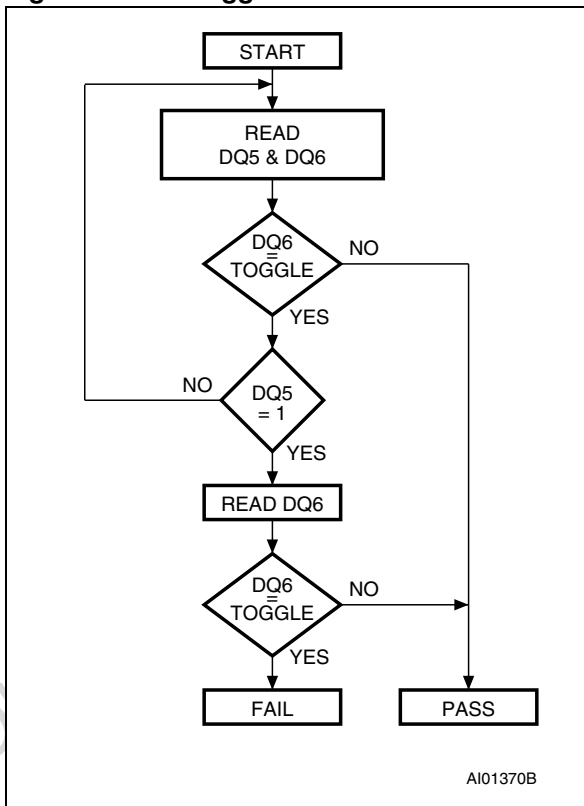 START
READ
DQ5 & DQ6
DQ6
=
TOGGLE
NO
YES
NO
DQ5
= 1
YES
READ DQ6
DQ6
=
TOGGLE
NO
YES
FAIL
PASS
AI01370B